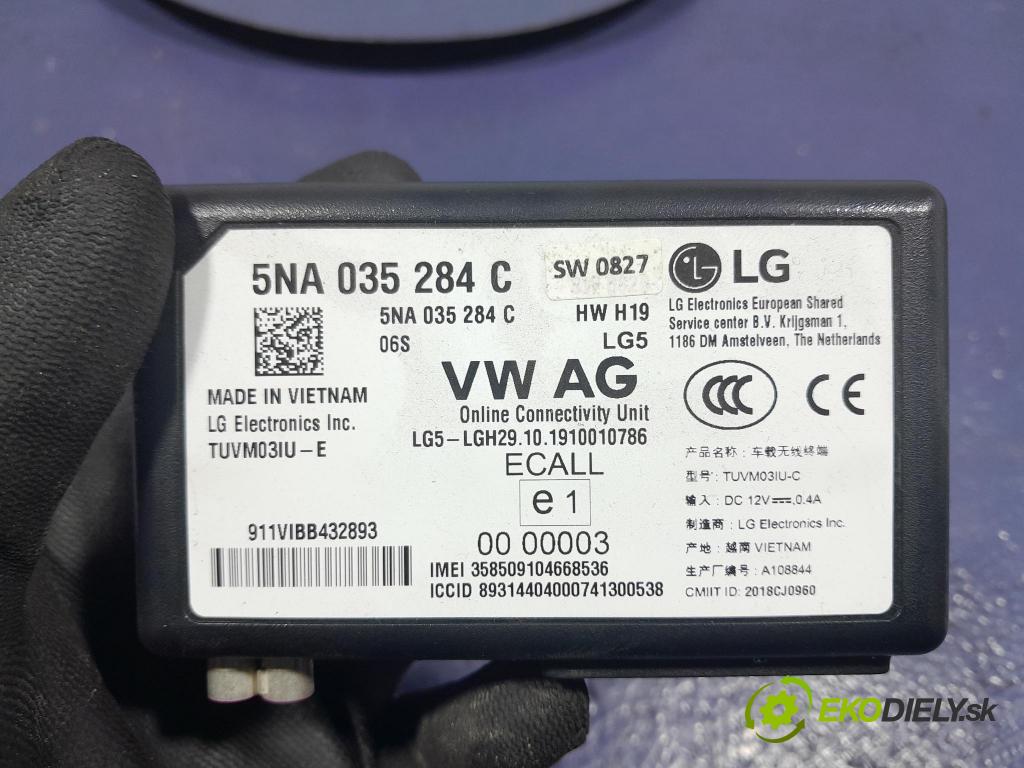 5NA 035 284 C
SW 0827
LG
5NA 035 284 C
HW H19
06S
LG5
LG Electronics European Shared
Service center B.V. Krijgsman 1,
1186 DM Amstelveen, The Netherlands
VW AG
Online Connectivity Unit
LG5-LGH29.10.1910010786
MADE IN VIETNAM
LG Electronics Inc.
TUVM03IU-E
CCC
CE
ECALL
e 1
00 00003
911VIBB432893
IMEI 358509104668536
ICCID 89314404000741300538
产品名称: 车载无线终端
型号: TUVM03IU-C
输入: DC 12V⎓, 0.4A
制造商: LG Electronics Inc.
产地: 越南 VIETNAM
生产厂编号: A108844
CMIIT ID: 2018CJ0960
EKODIELY.sk